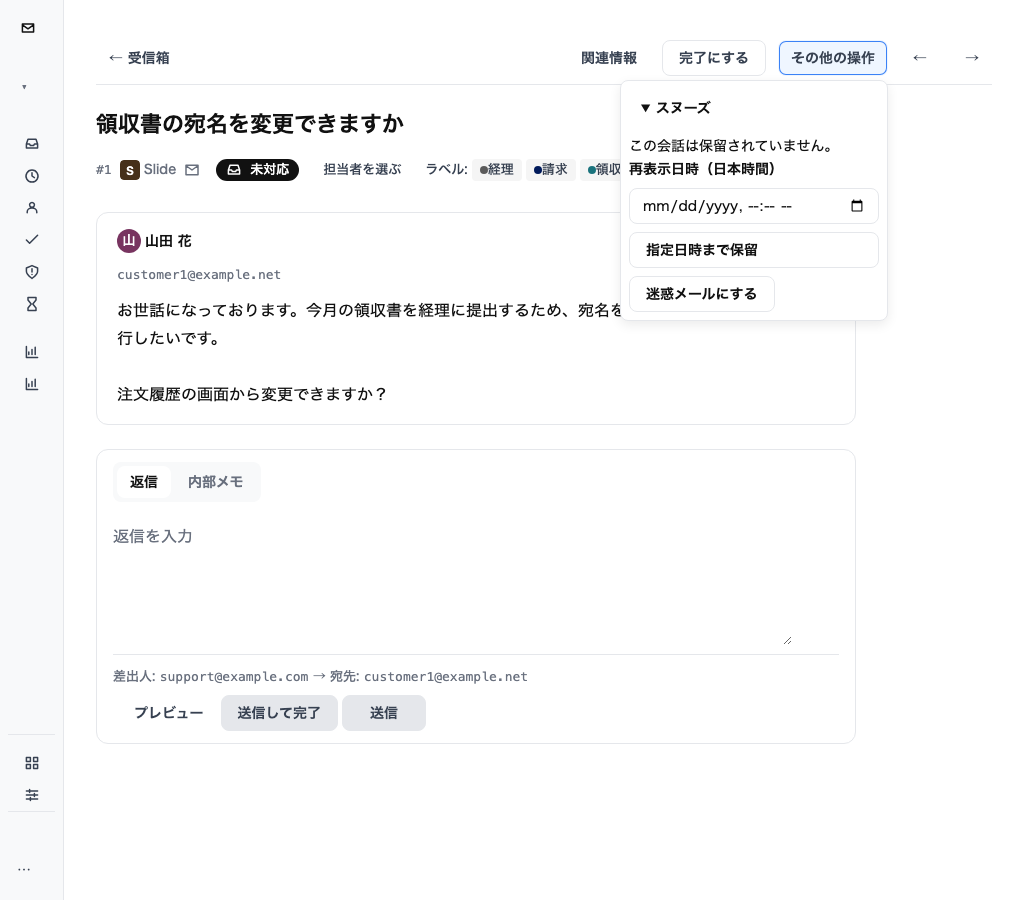 ← 受信箱
関連情報
完了にする
その他の操作
←
→
▼ スヌーズ
この会話は保留されていません。
再表示日時（日本時間）
mm/dd/yyyy, --:-- --
指定日時まで保留
迷惑メールにする
領収書の宛名を変更できますか
#1 S Slide 未対応 担当者を選ぶ ラベル: 経理 請求 領収
山 山田 花
customer1@example.net
お世話になっております。今月の領収書を経理に提出するため、宛名を
行したいです。
注文履歴の画面から変更できますか？
返信 内部メモ
返信を入力
差出人: support@example.com → 宛先: customer1@example.net
プレビュー 送信して完了 送信